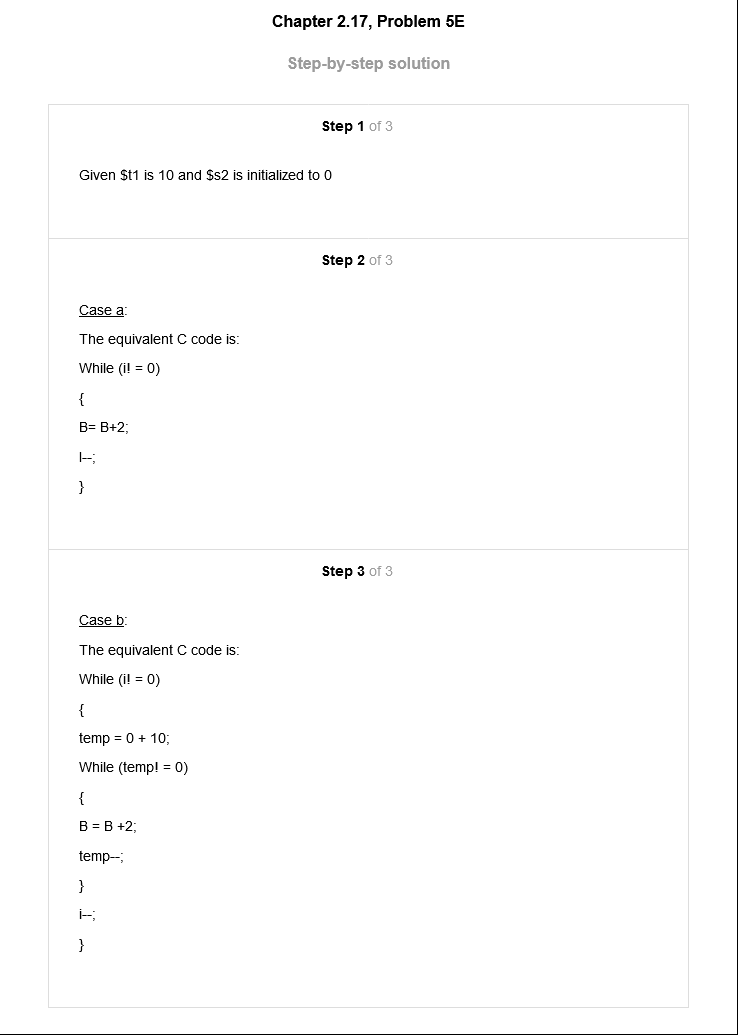 Chapter 2.17, Problem 5E
Step-by-step solution
Step 1 of 3
Given $t1 is 10 and $s2 is initialized to 0
Step 2 of 3
Case a:
The equivalent C code is:
While (i! = 0)
{
B= B+2;
I--;
}
Step 3 of 3
Case b:
The equivalent C code is:
While (i! = 0)
{
temp = 0 + 10;
While (temp! = 0)
{
B = B +2;
temp--;
}
i--;
}